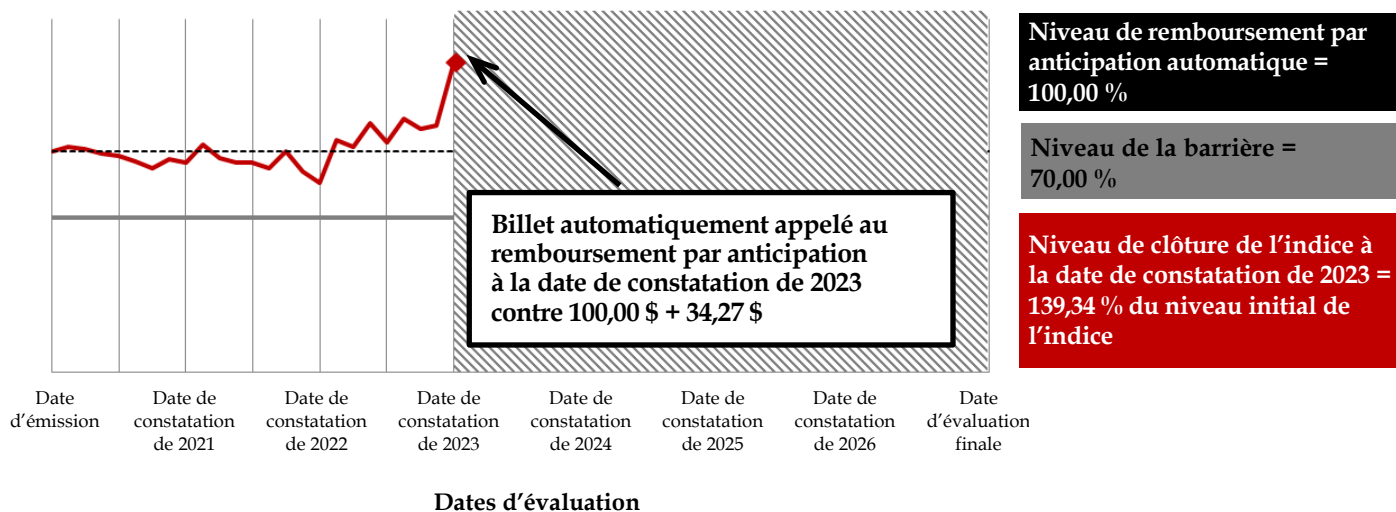 Niveau de remboursement par
anticipation automatique =
100,00 %
Niveau de la barrière =
70,00 %
Billet automatiquement appelé au
remboursement par anticipation
à la date de constatation de 2023
contre 100,00 $ + 34,27 $
Niveau de clôture de l’indice à
la date de constatation de 2023 =
139,34 % du niveau initial de
l’indice
Date
d’émission
Date de
constatation
de 2021
Date de
constatation
de 2022
Date de
constatation
de 2023
Date de
constatation
de 2024
Date de
constatation
de 2025
Date de
constatation
de 2026
Date
d’évaluation
finale
Dates d’évaluation